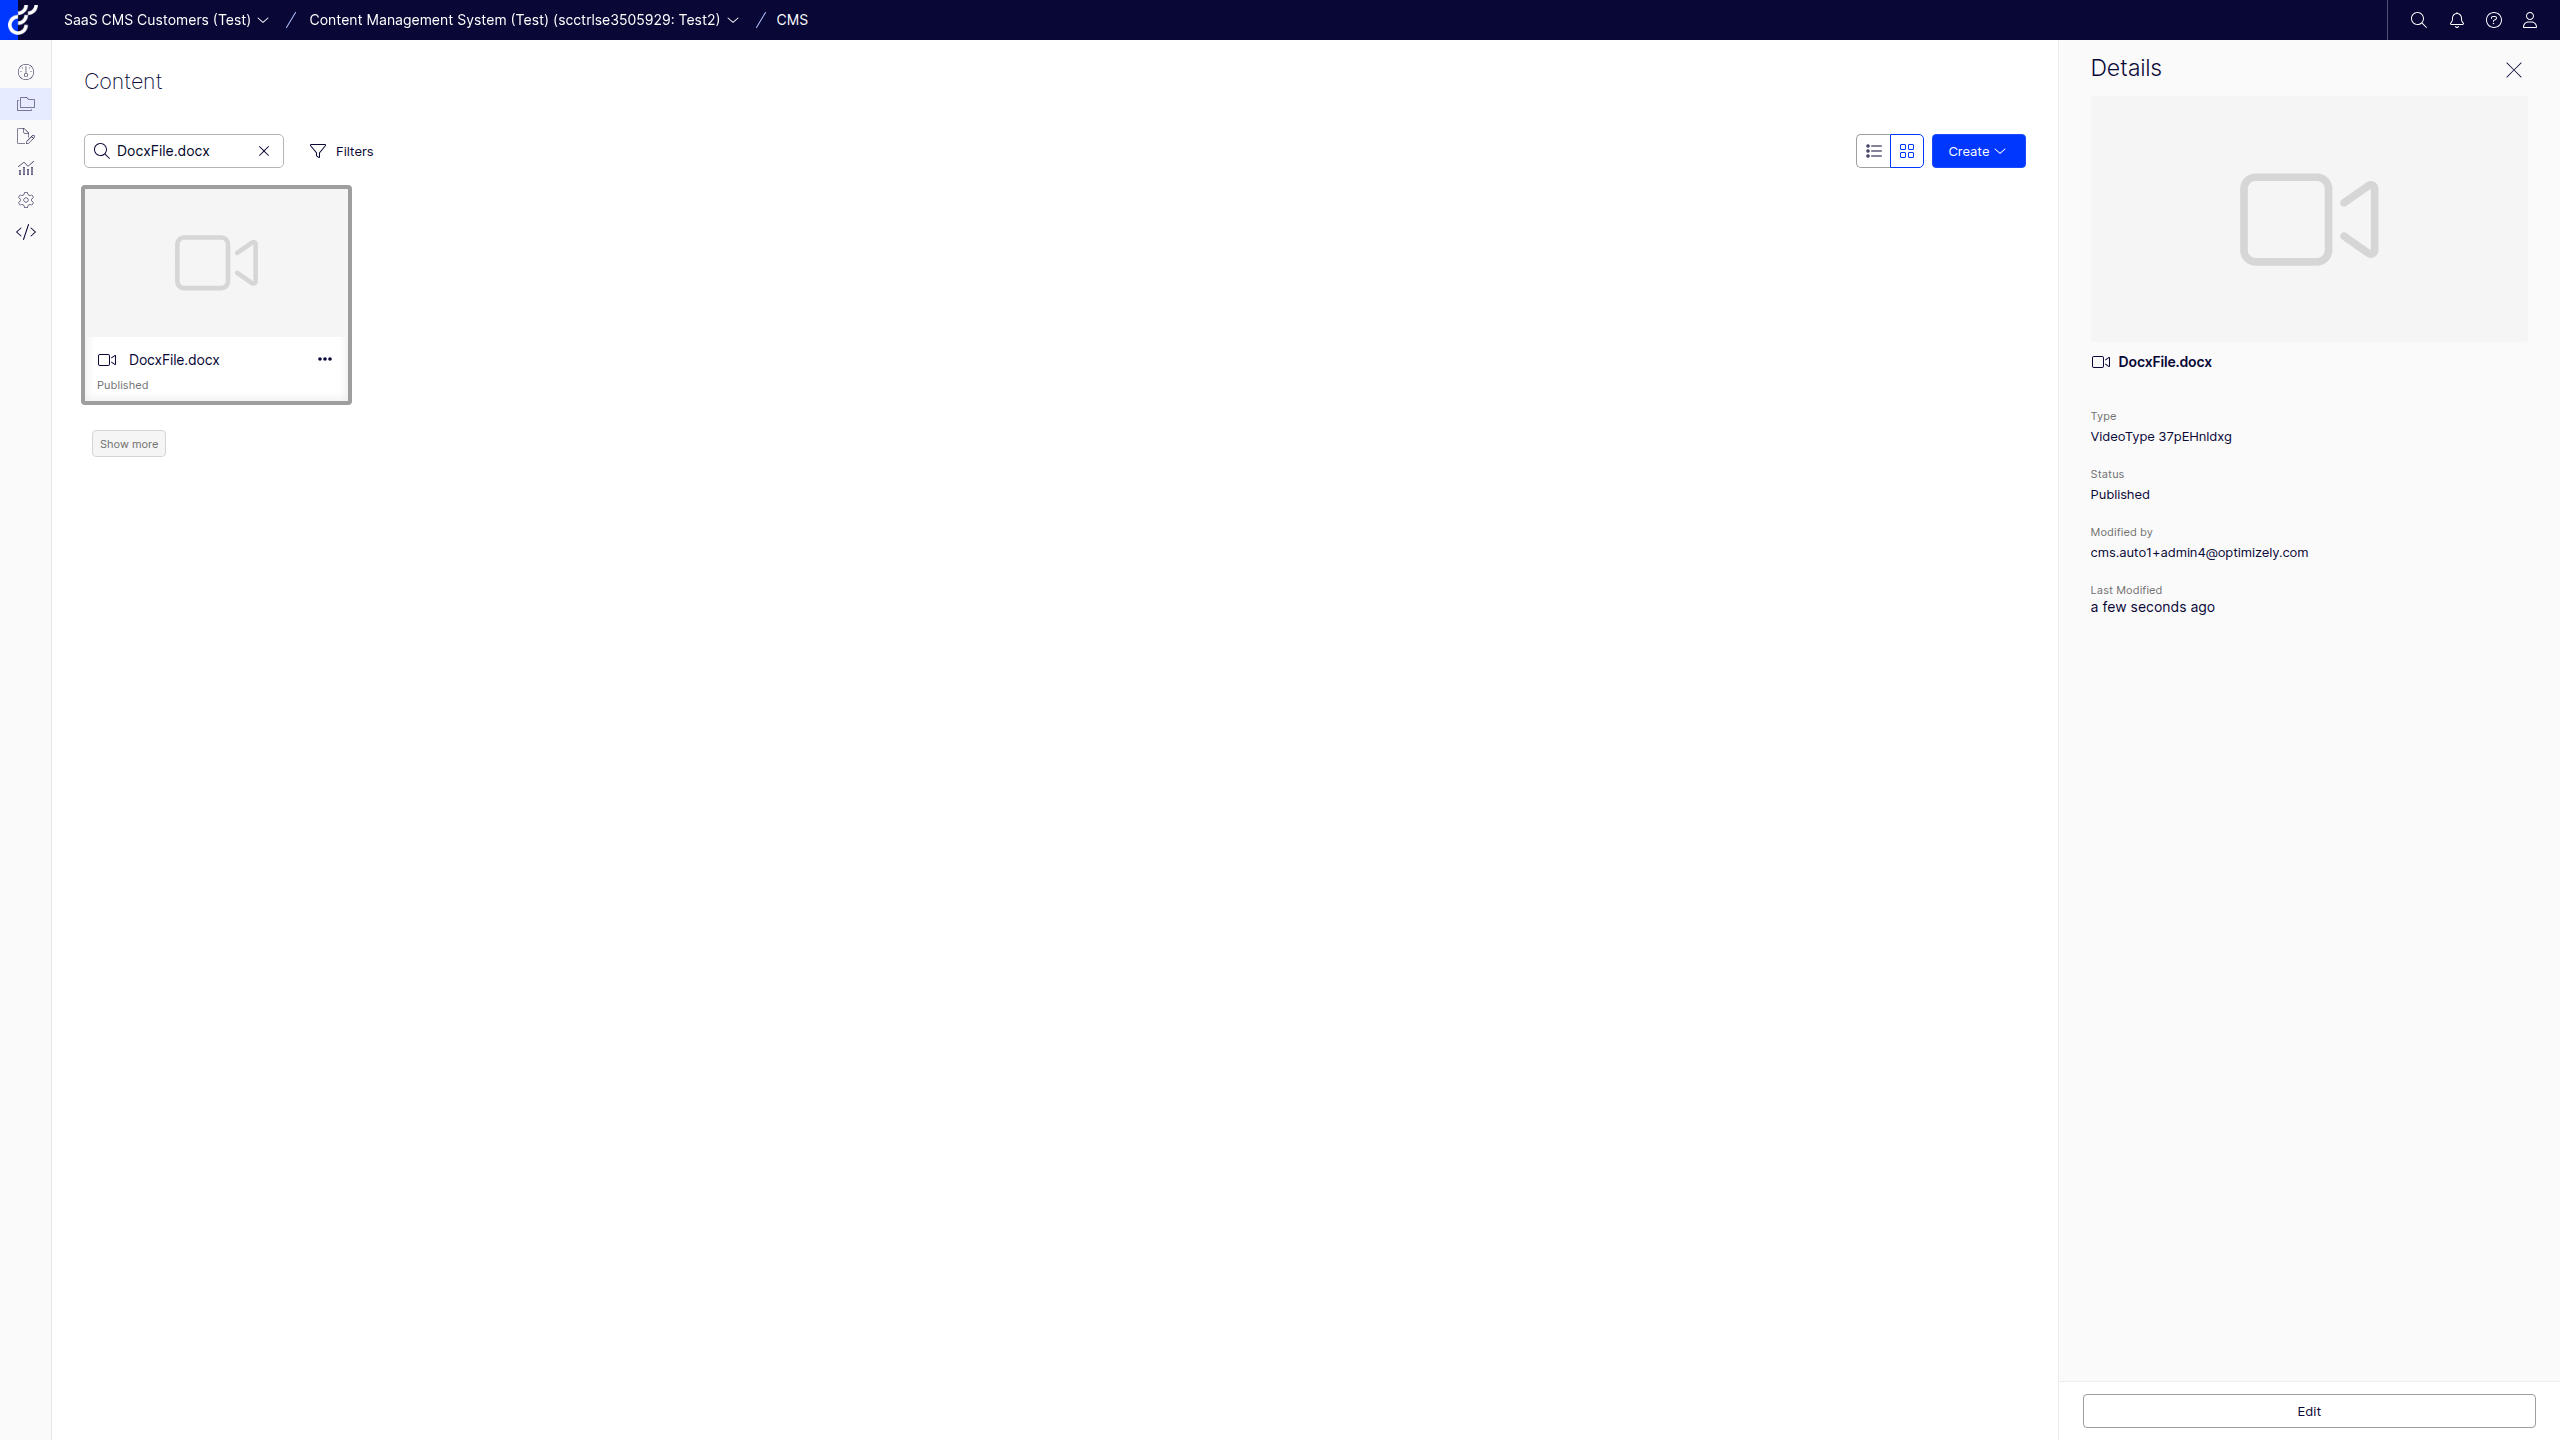 SaaS CMS Customers (Test) / Content Management System (Test) (scctrlse3505929: Test2) / CMS
Content
DocxFile.docx
Filters
Create
DocxFile.docx
Published
Show more
Details
DocxFile.docx
Type
VideoType 37pEHnldxg
Status
Published
Modified by
cms.auto1+admin4@optimizely.com
Last Modified
a few seconds ago
Edit